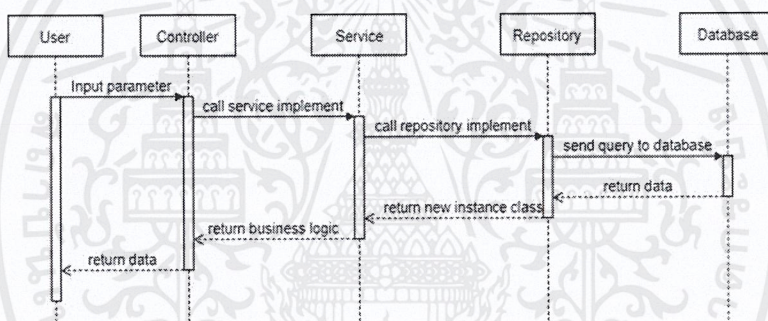 User
Controller
Service
Repository
Database
Input parameter
call service implement
call repository implement
send query to database
return data
return new instance class
return business logic
return data